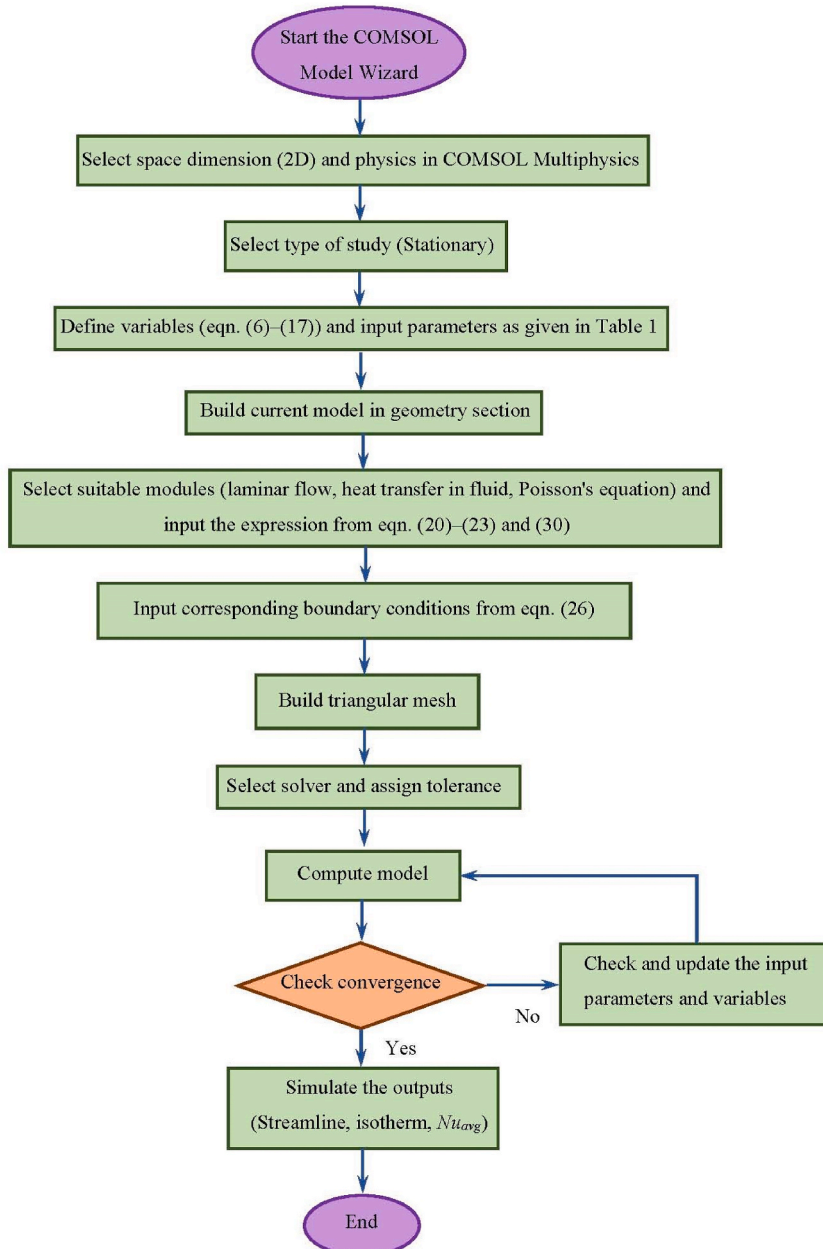 Start the COMSOL
Model Wizard
Select space dimension (2D) and physics in COMSOL Multiphysics
Select type of study (Stationary)
Define variables (eqn. (6)–(17)) and input parameters as given in Table 1
Build current model in geometry section
Select suitable modules (laminar flow, heat transfer in fluid, Poisson's equation) and
input the expression from eqn. (20)–(23) and (30)
Input corresponding boundary conditions from eqn. (26)
Build triangular mesh
Select solver and assign tolerance
Compute model
Check convergence
Check and update the input
parameters and variables
No
Yes
Simulate the outputs
(Streamline, isotherm, Nuavg)
End